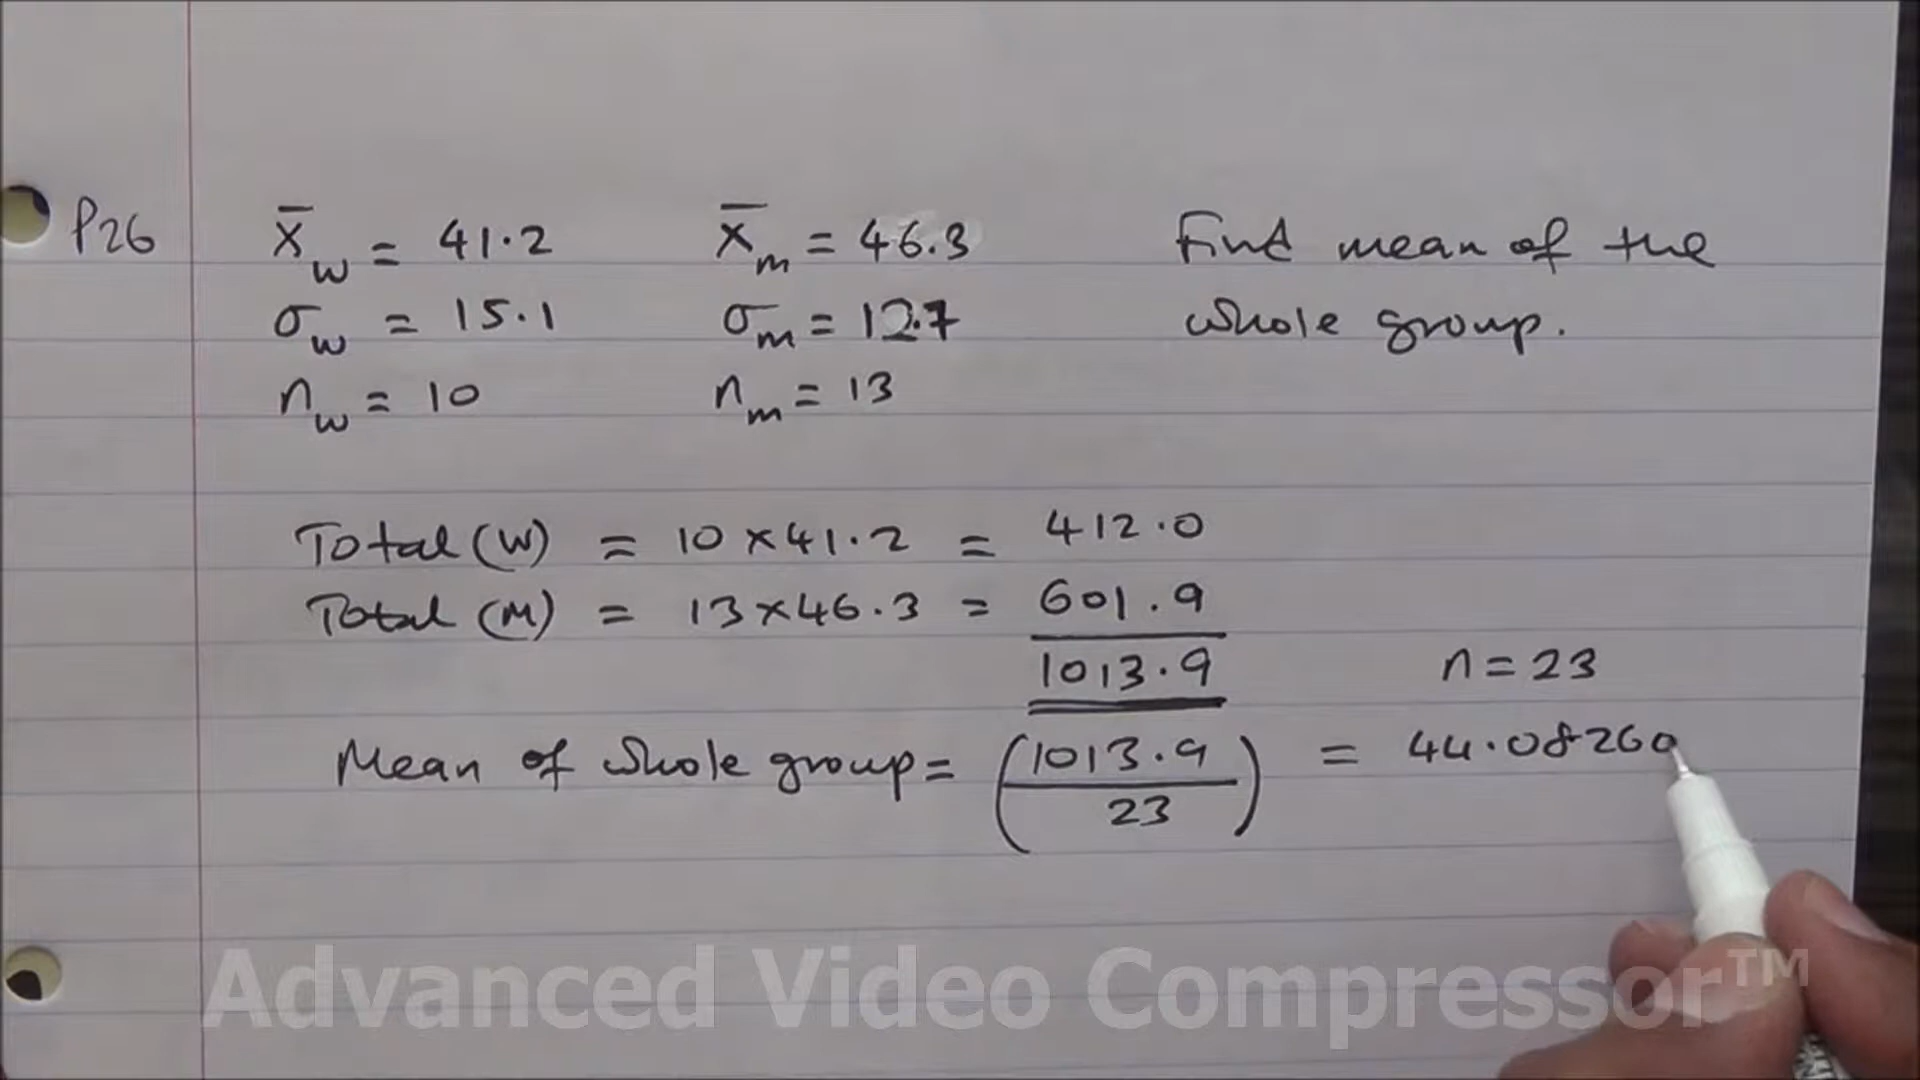 P26 x̄w = 41.2 x̄m = 46.3 Find mean of the
σw = 15.1 σm = 12.7 whole group.
nw = 10 nm = 13
Total (W) = 10 × 41.2 = 412.0
Total (M) = 13 × 46.3 = 601.9
1013.9 n = 23
Mean of whole group = (1013.9 / 23) = 44.08260
Advanced Video Compressor™